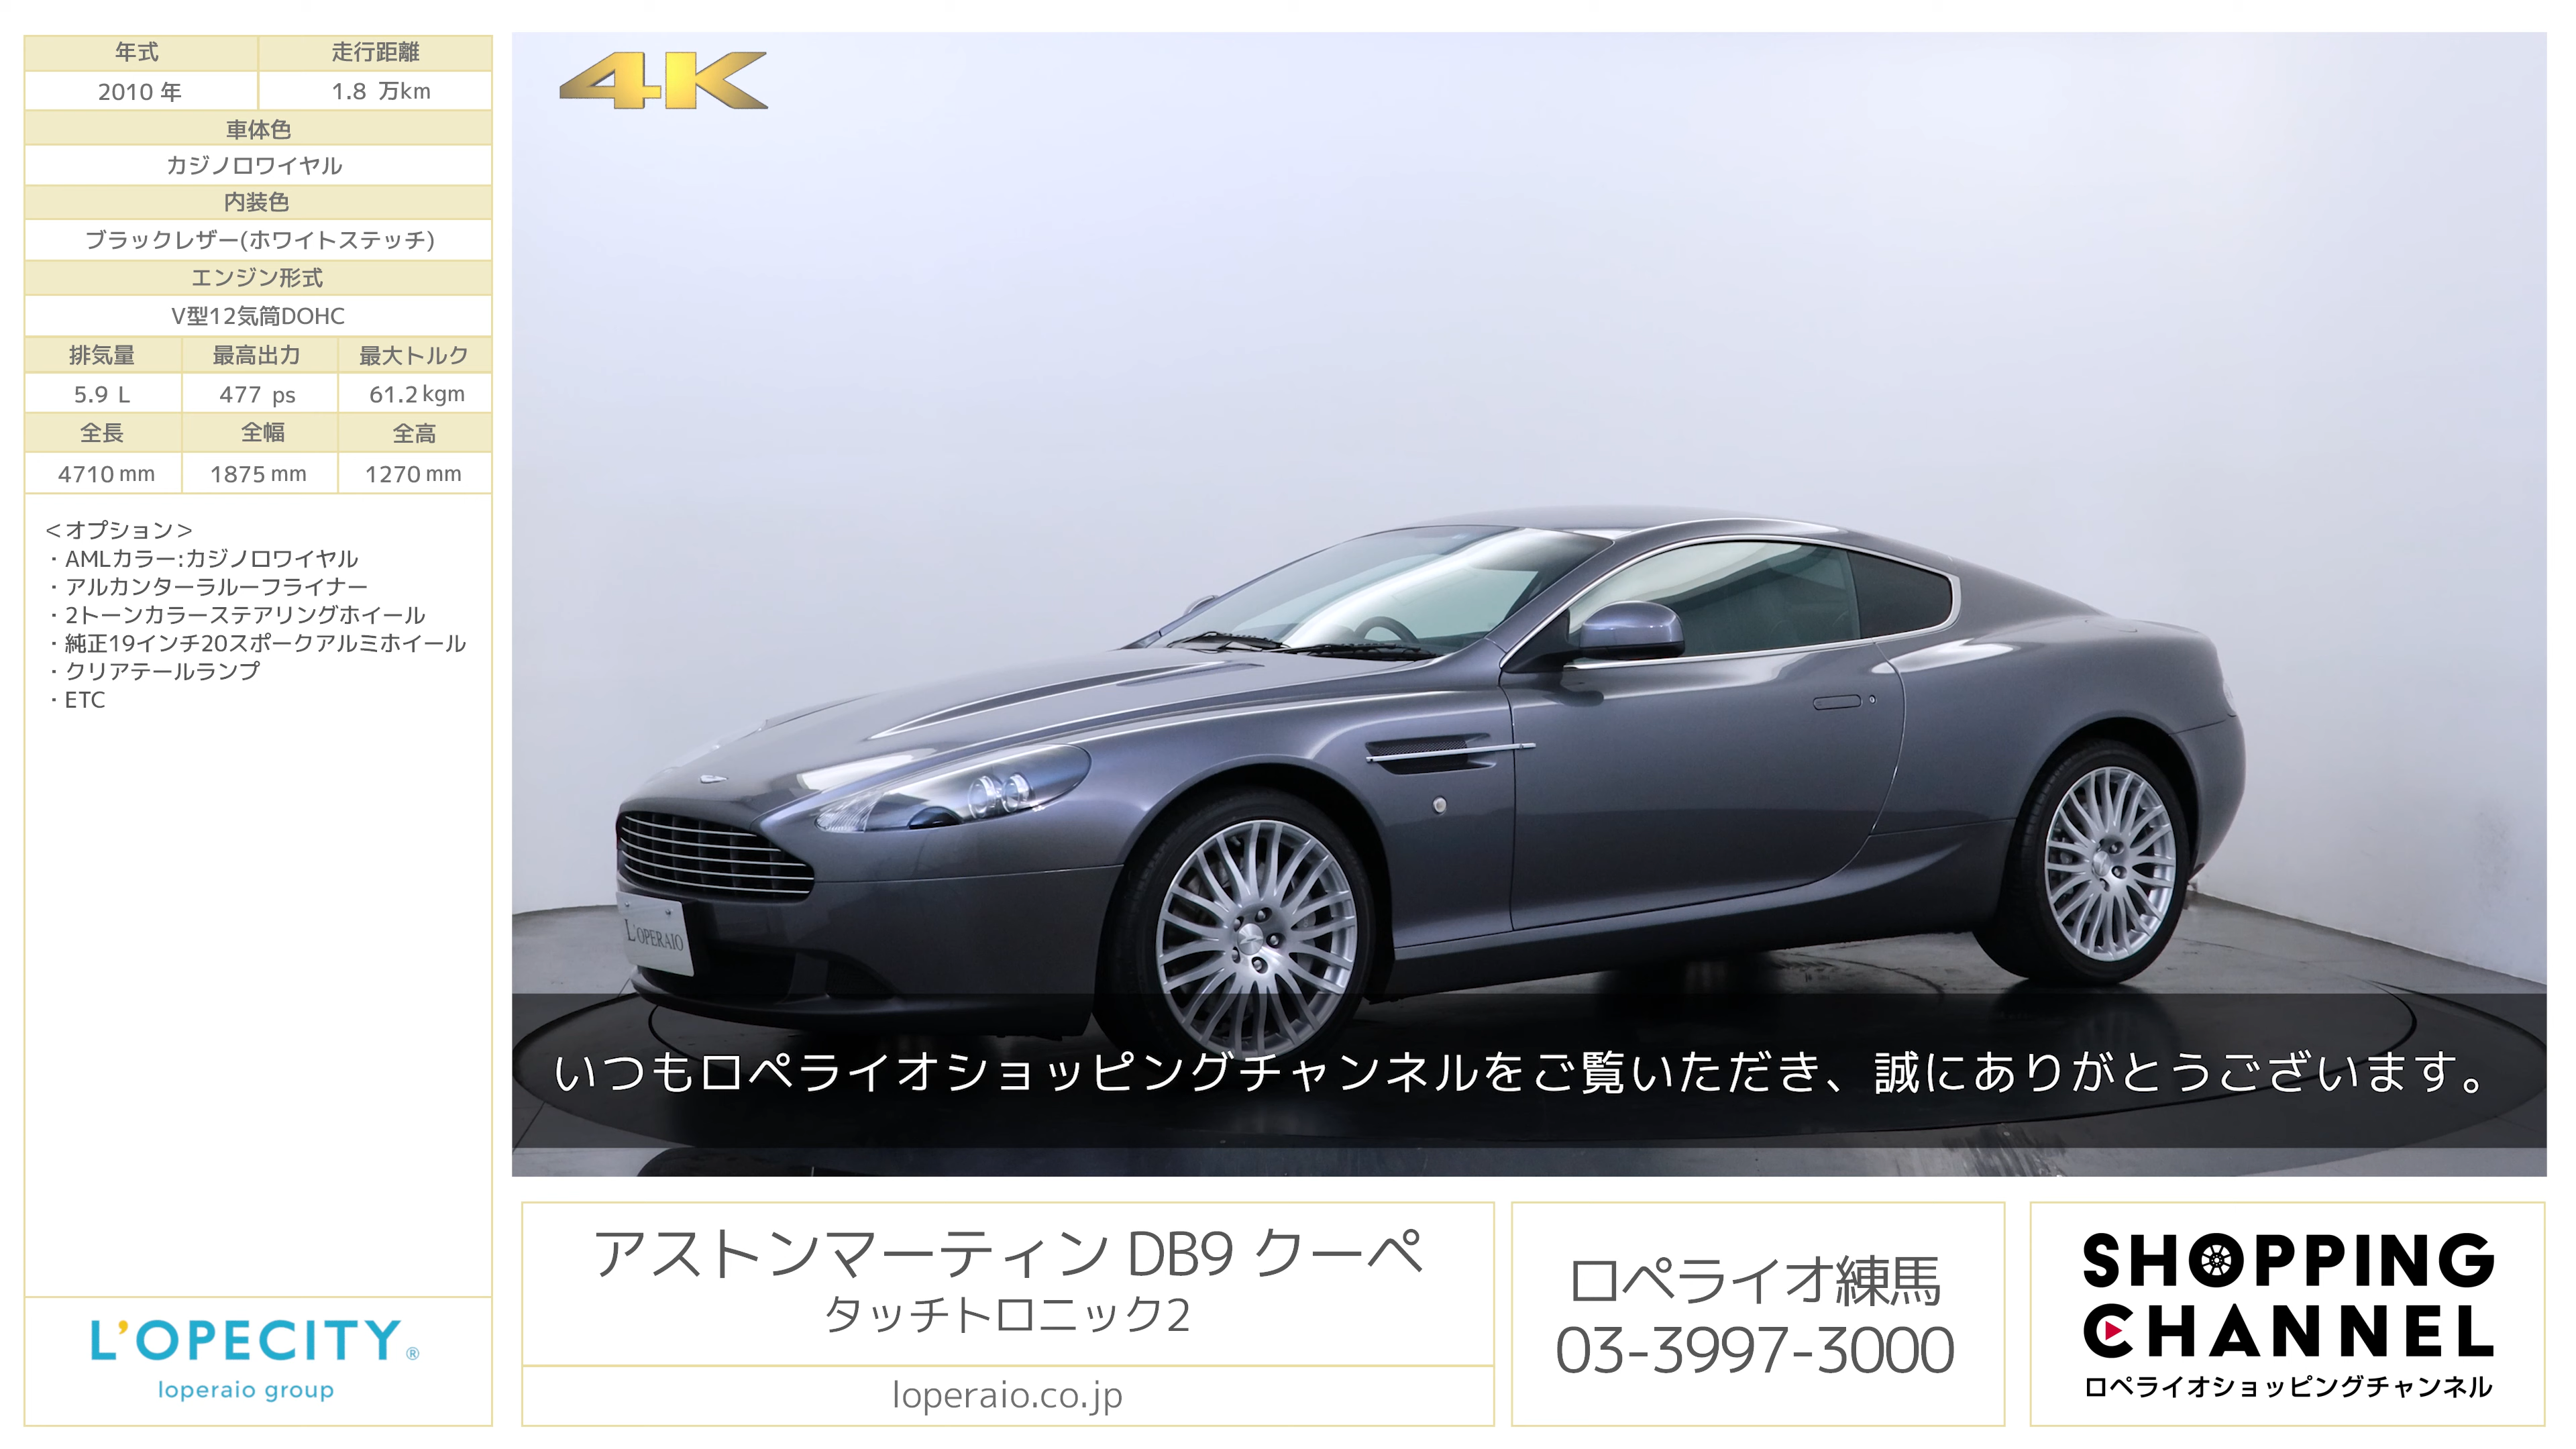 年式 走行距離
2010 年 1.8 万km
車体色
カジノロワイヤル
内装色
ブラックレザー(ホワイトステッチ)
エンジン形式
V型12気筒DOHC
排気量 最高出力 最大トルク
5.9 L 477 ps 61.2 kgm
全長 全幅 全高
4710 mm 1875 mm 1270 mm
＜オプション＞
・AMLカラー:カジノロワイヤル
・アルカンターラルーフライナー
・2トーンカラーステアリングホイール
・純正19インチ20スポークアルミホイール
・クリアテールランプ
・ETC
L'OPECITY®
loperaio group
4K
L'OPERAIO
いつもロペライオショッピングチャンネルをご覧いただき、誠にありがとうございます。
アストンマーティン DB9 クーペ
タッチトロニック2
loperaio.co.jp
ロペライオ練馬
03-3997-3000
SHOPPING
CHANNEL
ロペライオショッピングチャンネル